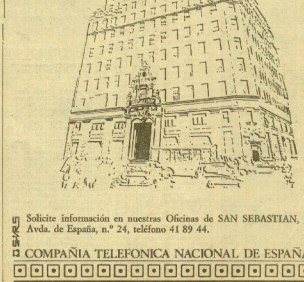 Solicite información en nuestras Oficinas de SAN SEBASTIAN,
Avda. de España, n.º 24, teléfono 41 89 44.
COMPAÑIA TELEFONICA NACIONAL DE ESPAÑA